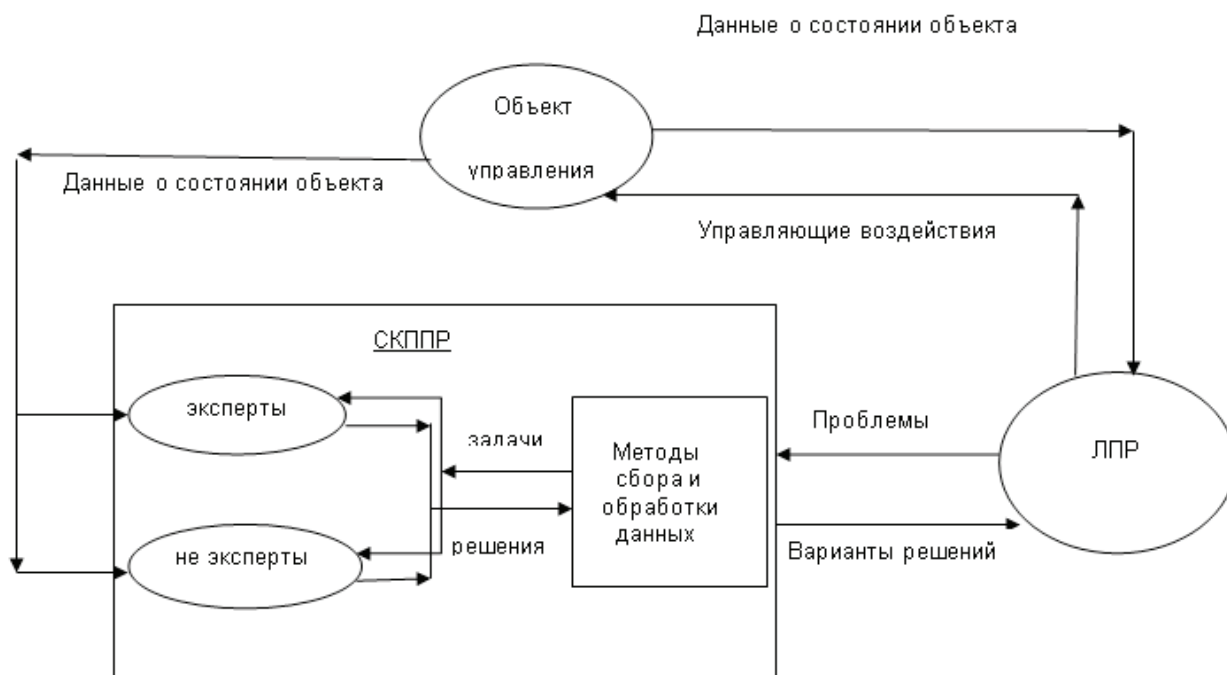 Данные о состоянии объекта
Объект
управления
Данные о состоянии объекта
Управляющие воздействия
СКППР
эксперты
задачи
Методы
сбора и
обработки
данных
Проблемы
ЛПР
не эксперты
решения
Варианты решений